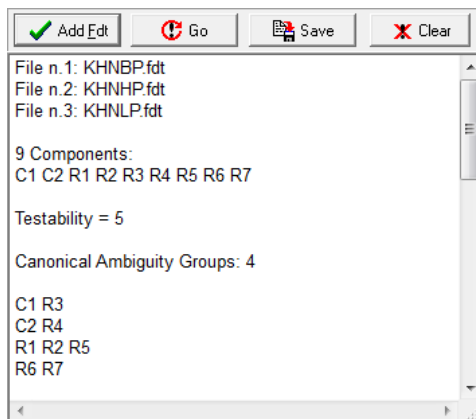 Add Fdt Go Save Clear
File n.1: KHNBP.fdt
File n.2: KHNHP.fdt
File n.3: KHNLP.fdt
9 Components:
C1 C2 R1 R2 R3 R4 R5 R6 R7
Testability = 5
Canonical Ambiguity Groups: 4
C1 R3
C2 R4
R1 R2 R5
R6 R7